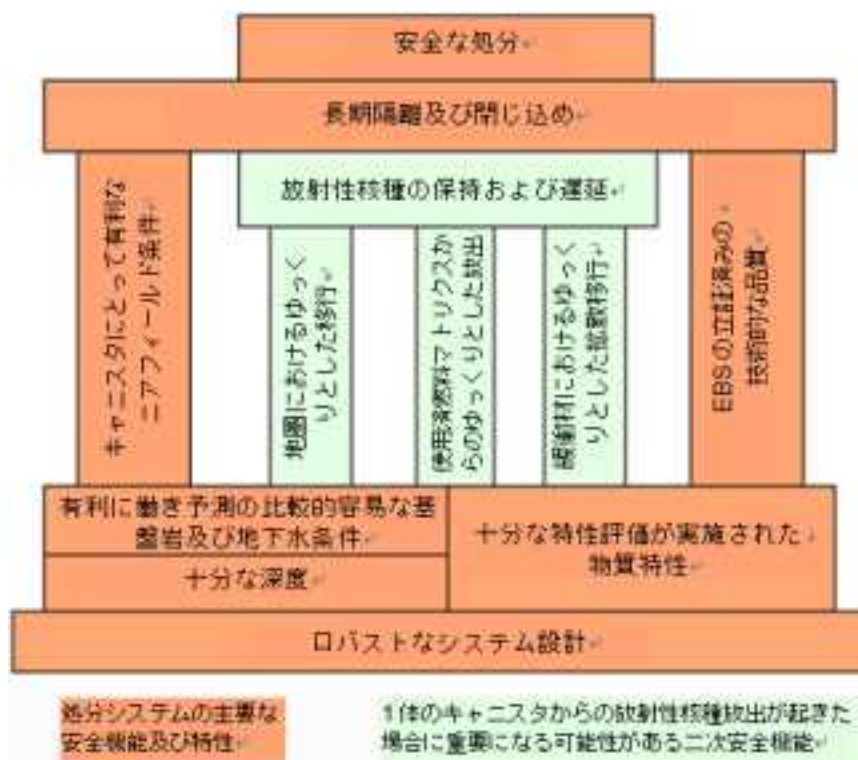 安全な処分
長期隔離及び閉じ込め
放射性核種の保持および遅延
キャニスタにとって有利な
ニアフィールド条件
地圏におけるゆっく
りとした移行
使用済燃料マトリクスか
らのゆっくりとした放出
緩衝材におけるゆっく
りとした拡散移行
EBSの立証済みの
技術的な品質
有利に働き予測の比較的容易な基
盤岩及び地下水条件
十分な深度
十分な特性評価が実施された
物質特性
ロバストなシステム設計
処分システムの主要な
安全機能及び特性
1体のキャニスタからの放射性核種放出が起きた
場合に重要になる可能性がある二次安全機能